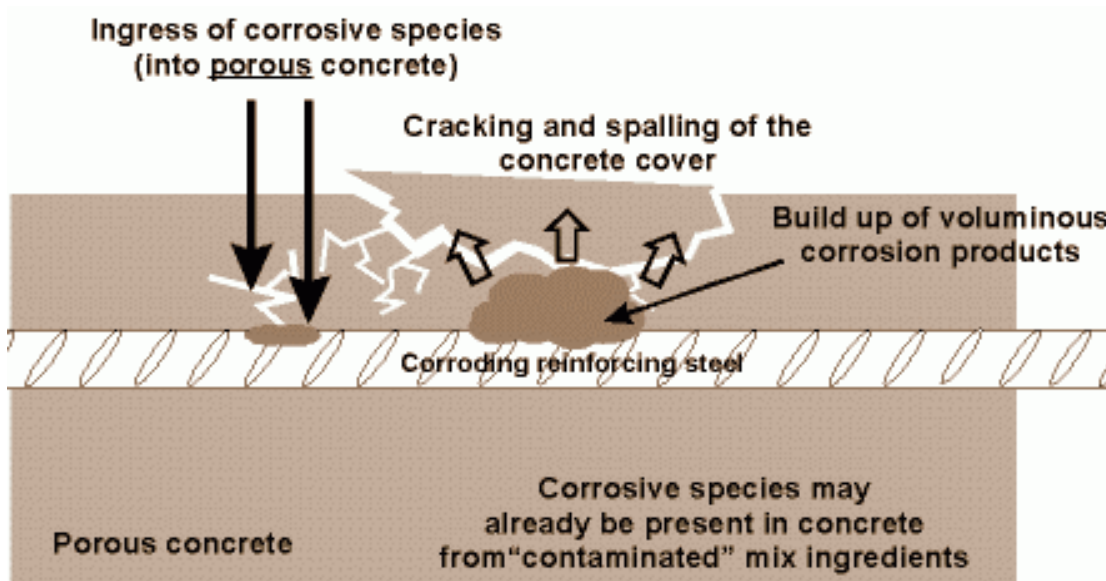 Ingress of corrosive species
(into porous concrete)
Cracking and spalling of the
concrete cover
Build up of voluminous
corrosion products
Corroding reinforcing steel
Corrosive species may
already be present in concrete
from“contaminated” mix ingredients
Porous concrete